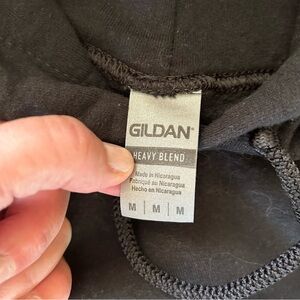 GILDAN
HEAVY BLEND
Made in Nicaragua
Fabriqué au Nicaragua
Hecho en Nicaragua
M | M | M